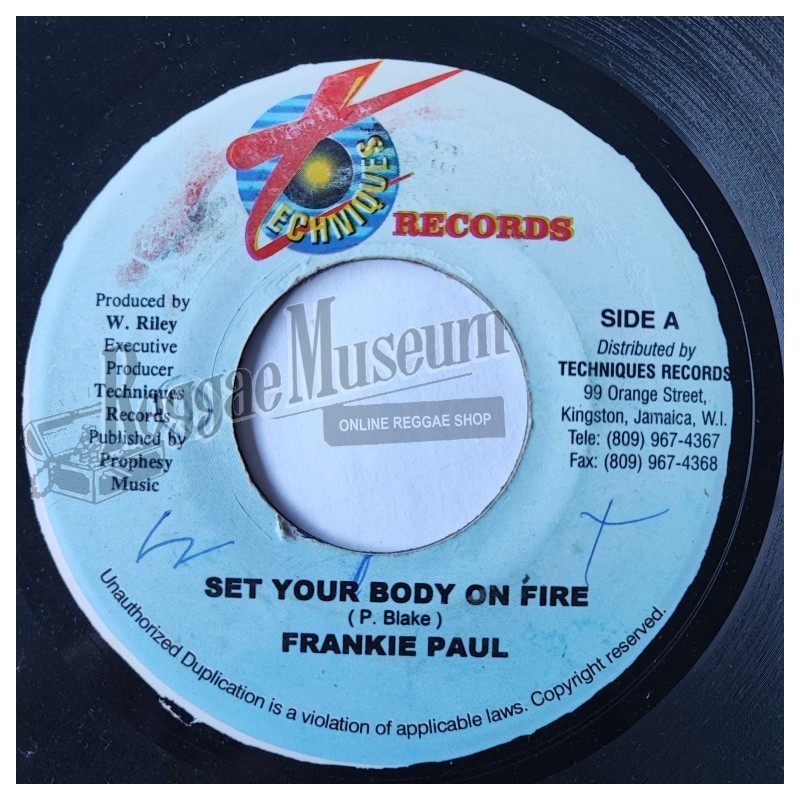 TECHNIQUES
RECORDS
Produced by
W. Riley
Executive
Producer
Techniques
Records
Published by
Prophesy
Music
SIDE A
Distributed by
TECHNIQUES RECORDS
99 Orange Street,
Kingston, Jamaica, W.I.
Tele: (809) 967-4367
Fax: (809) 967-4368
Reggae Museum
ONLINE REGGAE SHOP
SET YOUR BODY ON FIRE
( P. Blake )
FRANKIE PAUL
Unauthorized Duplication is a violation of applicable laws. Copyright reserved.